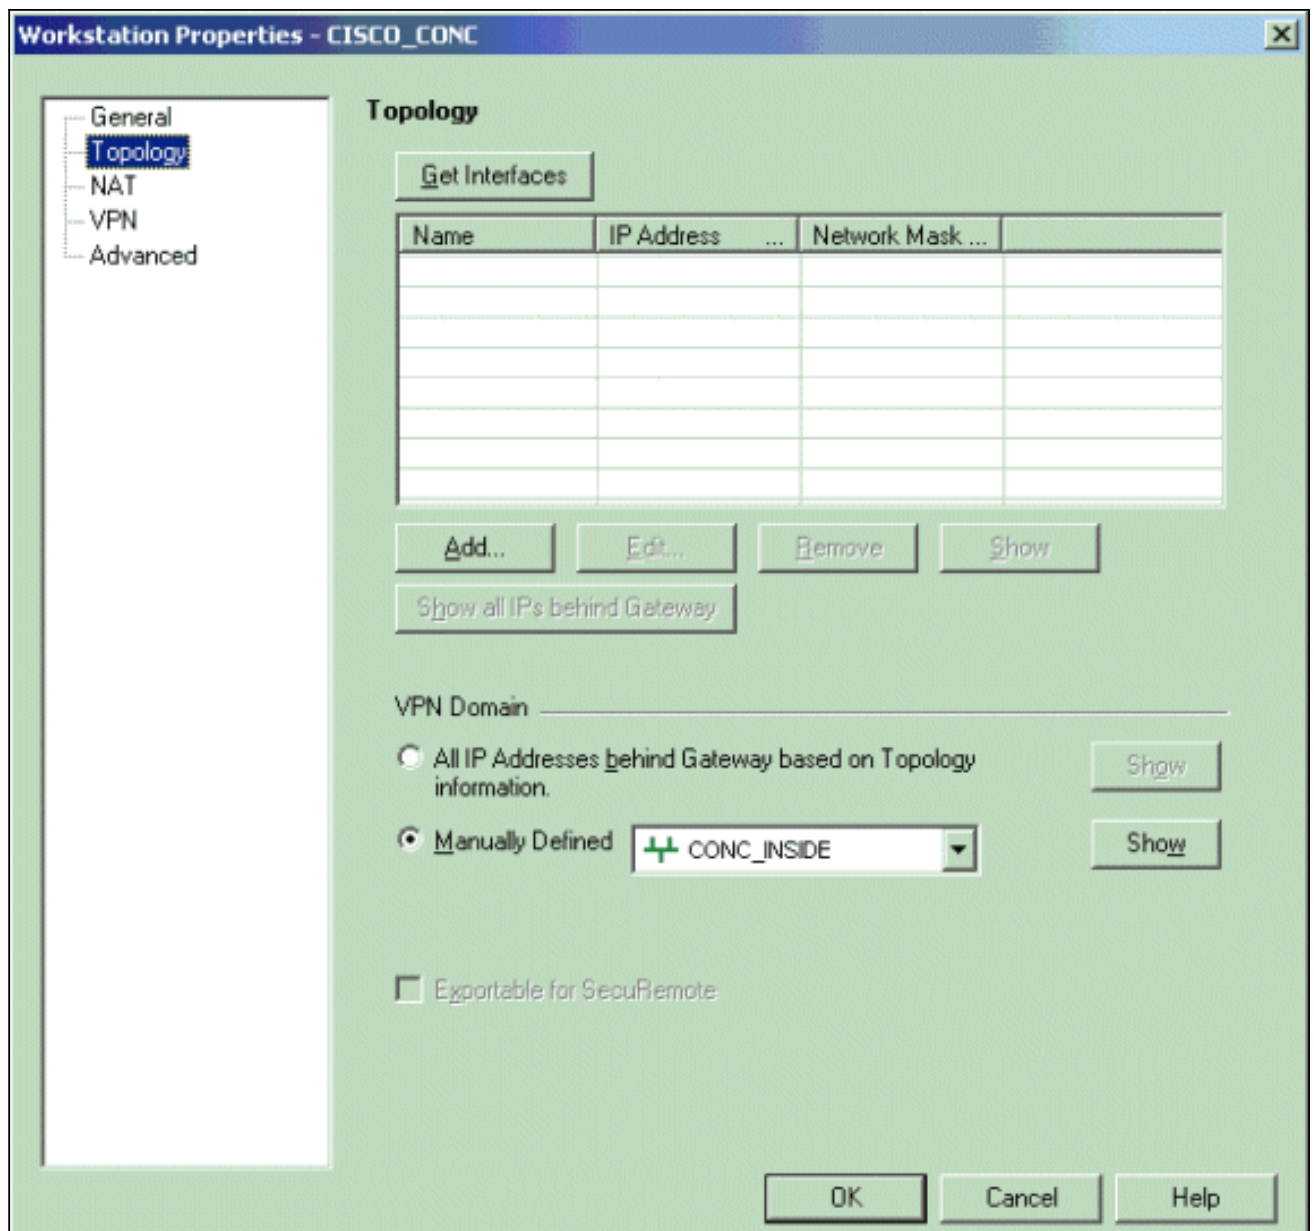 Workstation Properties - CISCO_CONC
General
Topology
NAT
VPN
Advanced
Topology
Get Interfaces
Name IP Address ... Network Mask ...
Add... Edit... Remove Show
Show all IPs behind Gateway
VPN Domain
All IP Addresses behind Gateway based on Topology
information.
Show
Manually Defined CONC_INSIDE Show
Exportable for SecuRemote
OK Cancel Help